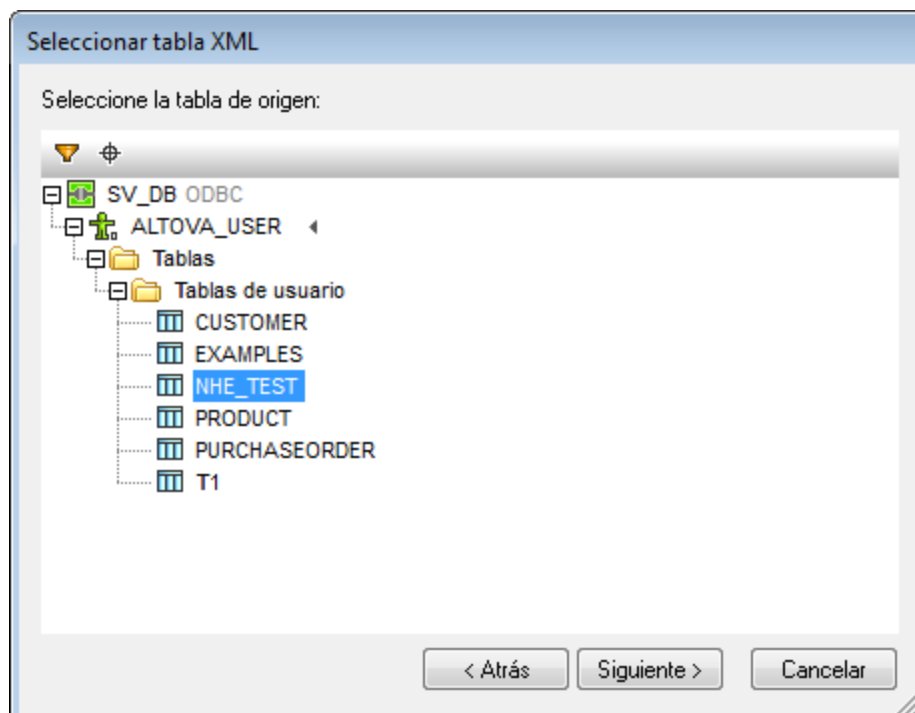 Seleccionar tabla XML
Seleccione la tabla de origen:
SV_DB ODBC
ALTOVA_USER
Tablas
Tablas de usuario
CUSTOMER
EXAMPLES
NHE_TEST
PRODUCT
PURCHASEORDER
T1
< Atrás Siguiente > Cancelar